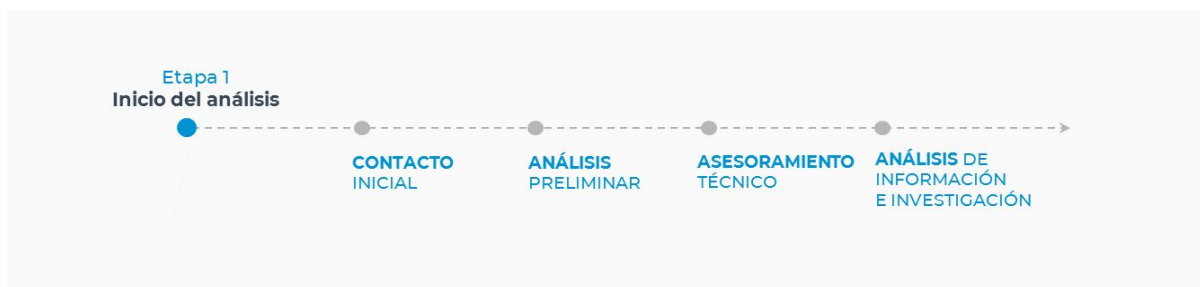 Etapa 1
Inicio del análisis
CONTACTO
INICIAL
ANÁLISIS
PRELIMINAR
ASESORAMIENTO
TÉCNICO
ANÁLISIS DE
INFORMACIÓN
E INVESTIGACIÓN